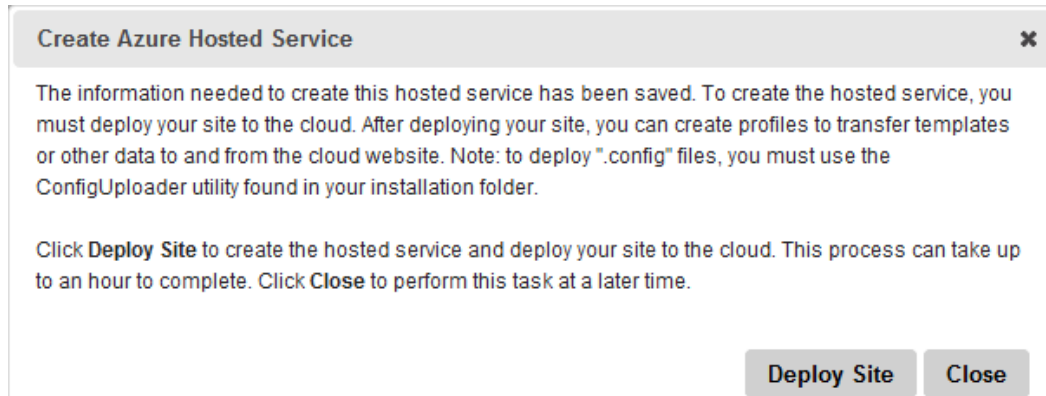 Create Azure Hosted Service
The information needed to create this hosted service has been saved. To create the hosted service, you
must deploy your site to the cloud. After deploying your site, you can create profiles to transfer templates
or other data to and from the cloud website. Note: to deploy ".config" files, you must use the
ConfigUploader utility found in your installation folder.
Click Deploy Site to create the hosted service and deploy your site to the cloud. This process can take up
to an hour to complete. Click Close to perform this task at a later time.
Deploy Site Close